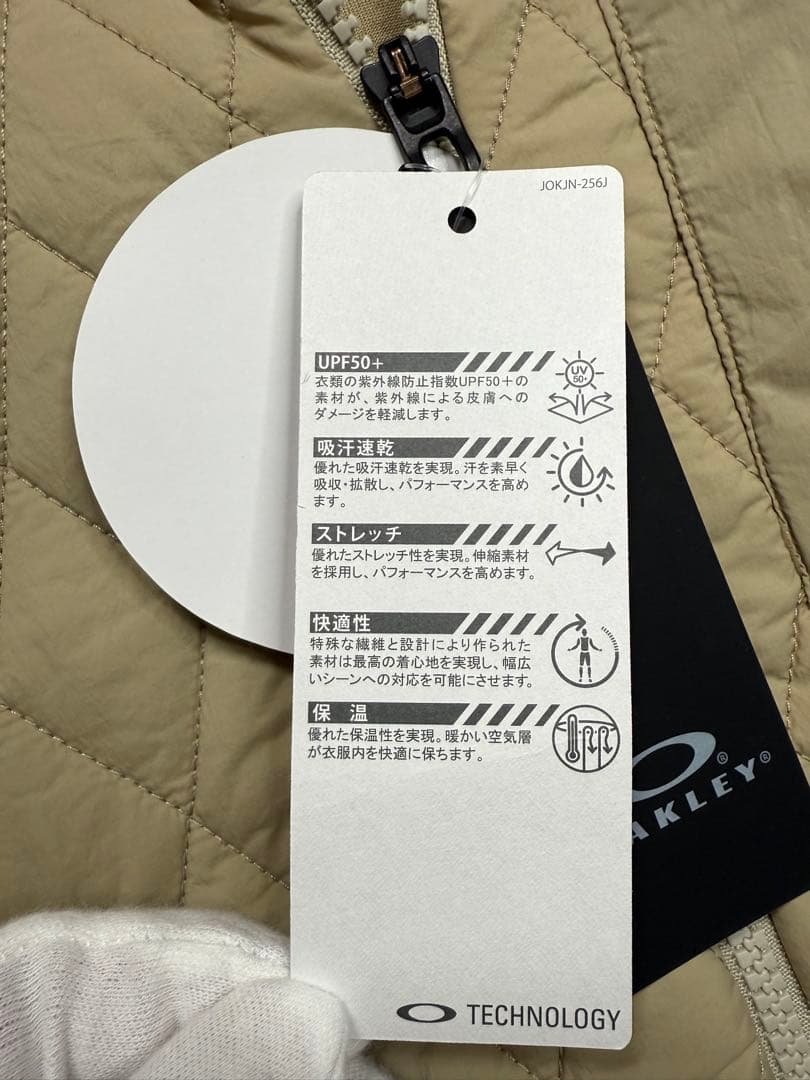 JOKJN-256J
UPF50+
UV
50+
衣類の紫外線防止指数UPF50+の
素材が、紫外線による皮膚への
ダメージを軽減します。
吸汗速乾
優れた吸汗速乾を実現。汗を素早く
吸収・拡散し、パフォーマンスを高め
ます。
ストレッチ
優れたストレッチ性を実現。伸縮素材
を採用し、パフォーマンスを高めます。
快適性
特殊な繊維と設計により作られた
素材は最高の着心地を実現し、幅広
いシーンへの対応を可能にさせます。
保 温
優れた保温性を実現。暖かい空気層
が衣服内を快適に保ちます。
®
AKLEY®
TECHNOLOGY